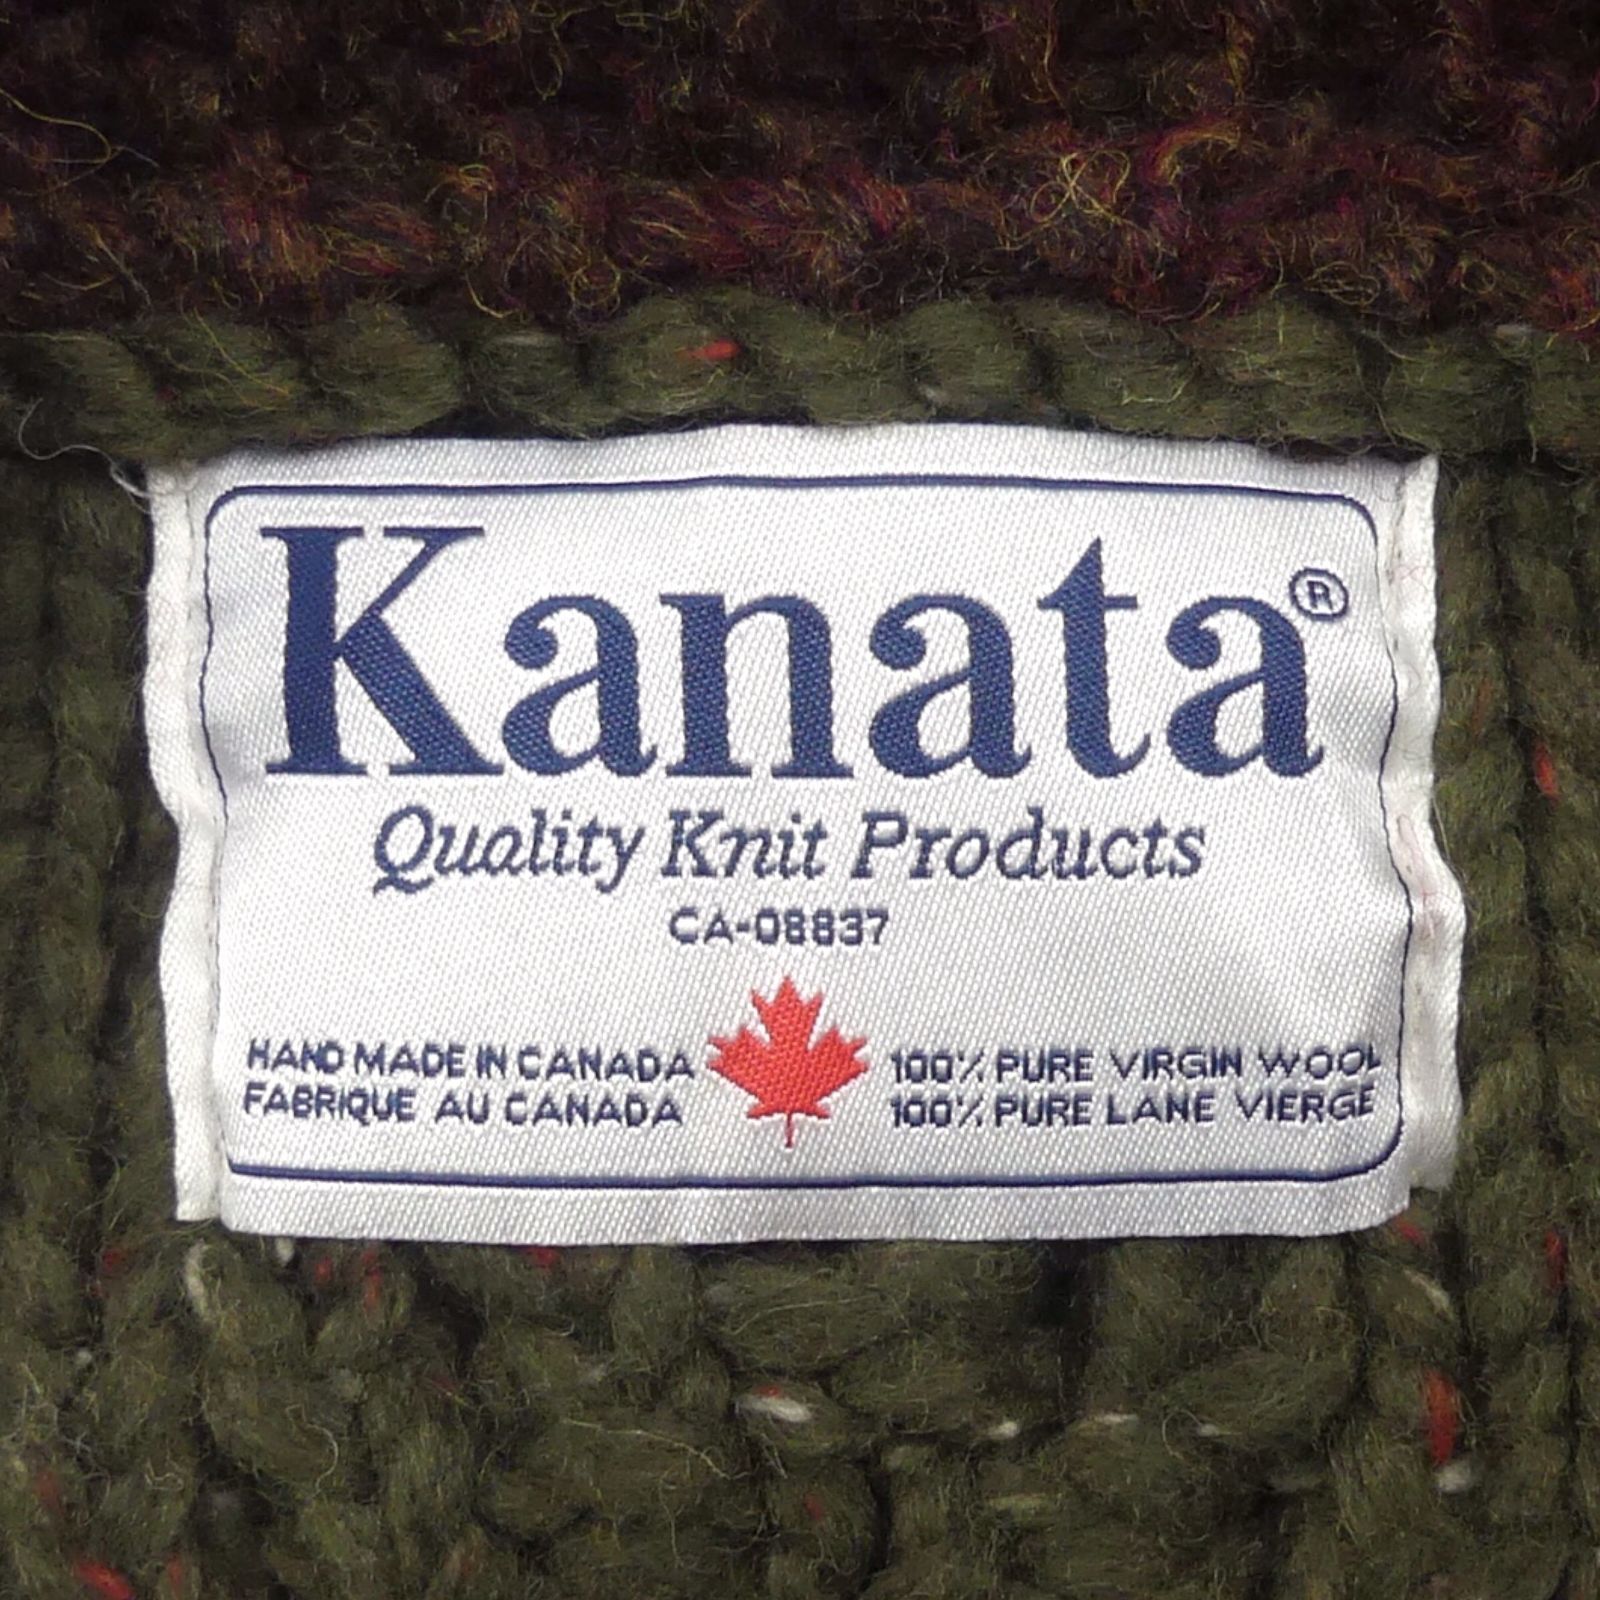 Kanata®
Quality Knit Products
CA-08837
HAND MADE IN CANADA
FABRIQUE AU CANADA
100% PURE VIRGIN WOOL
100% PURE LANE VIERGE